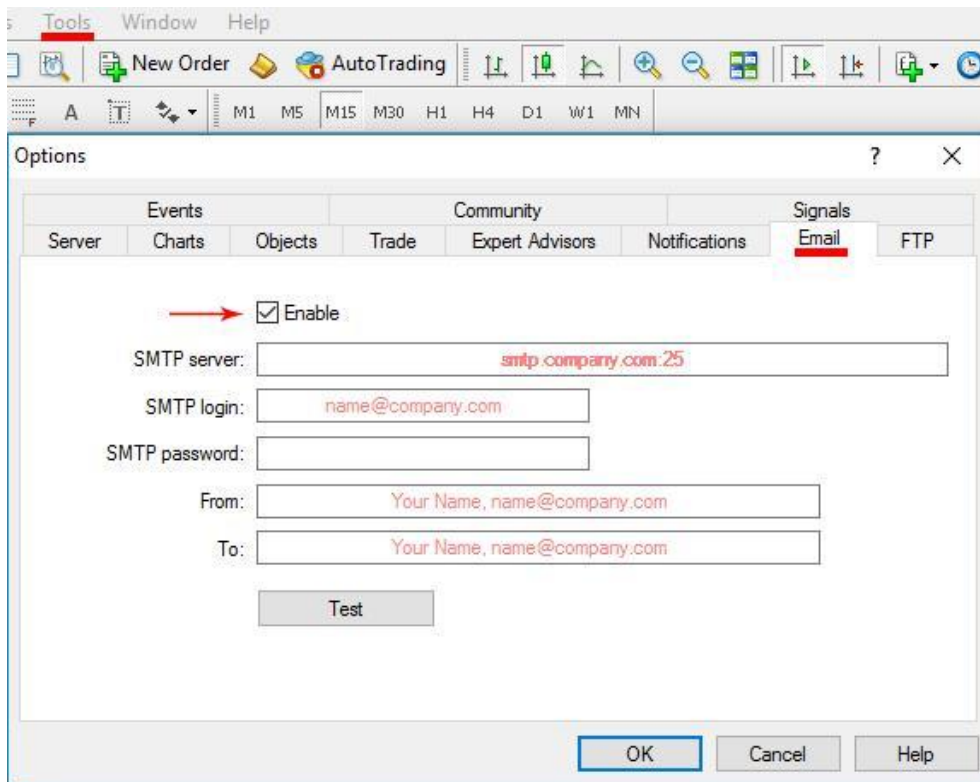 s Tools Window Help
New Order AutoTrading
F A T M1 M5 M15 M30 H1 H4 D1 W1 MN
Options ? X
Events Community Signals
Server Charts Objects Trade Expert Advisors Notifications Email FTP
Enable
SMTP server: smtp.company.com:25
SMTP login: name@company.com
SMTP password:
From: Your Name, name@company.com
To: Your Name, name@company.com
Test
OK Cancel Help